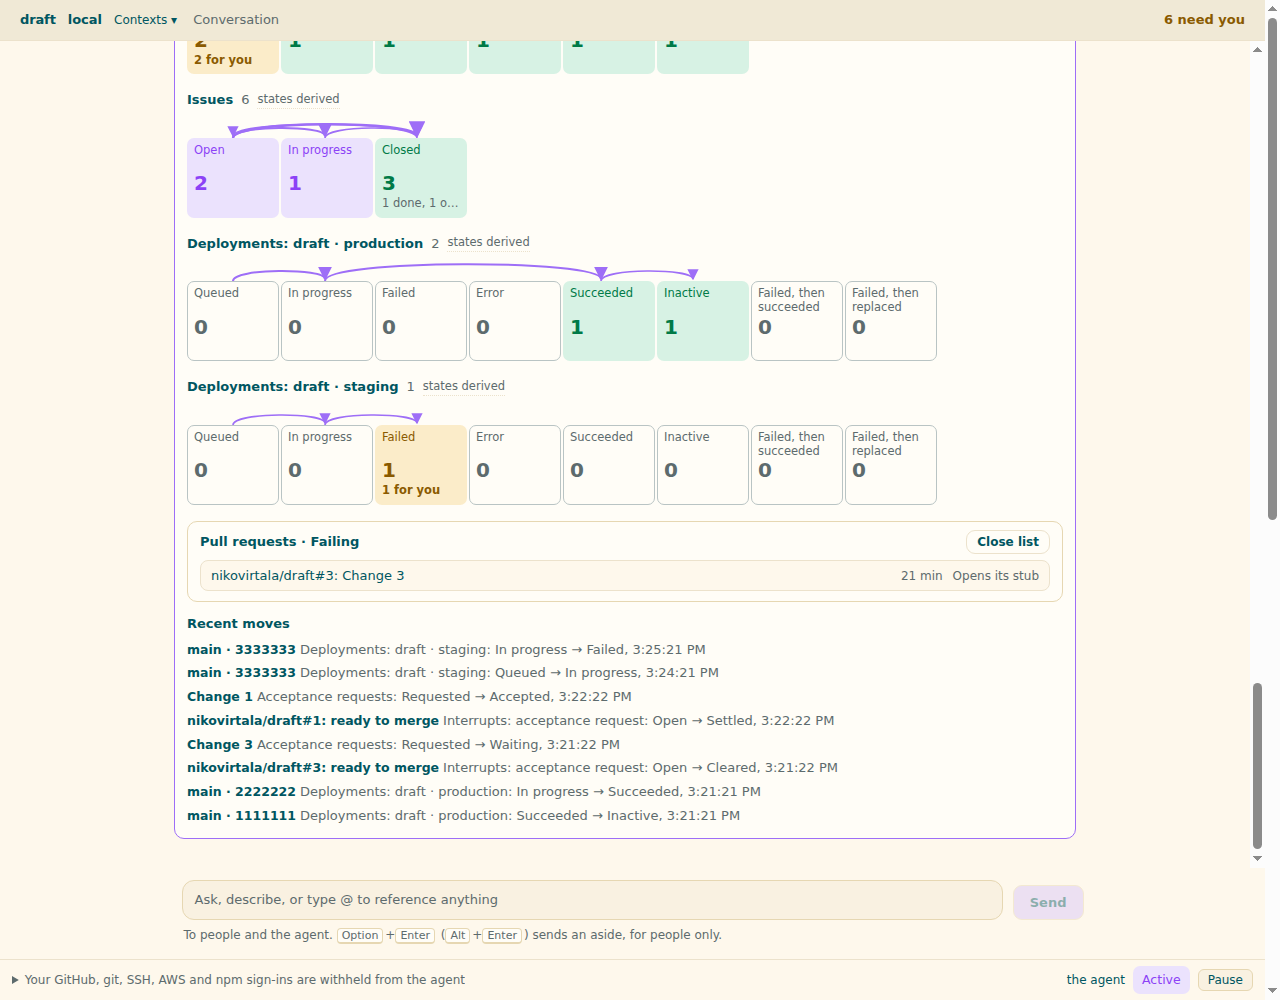 draft local Contexts ▾ Conversation 6 need you
2 1 1 1 1 1
2 for you
Issues 6 states derived
Open In progress Closed
2 1 3
1 done, 1 o…
Deployments: draft · production 2 states derived
Queued In progress Failed Error Succeeded Inactive Failed, then succeeded Failed, then replaced
0 0 0 0 1 1 0 0
Deployments: draft · staging 1 states derived
Queued In progress Failed Error Succeeded Inactive Failed, then succeeded Failed, then replaced
0 0 1 0 0 0 0 0
1 for you
Pull requests · Failing Close list
nikovirtala/draft#3: Change 3 21 min Opens its stub
Recent moves
main · 3333333 Deployments: draft · staging: In progress → Failed, 3:25:21 PM
main · 3333333 Deployments: draft · staging: Queued → In progress, 3:24:21 PM
Change 1 Acceptance requests: Requested → Accepted, 3:22:22 PM
nikovirtala/draft#1: ready to merge Interrupts: acceptance request: Open → Settled, 3:22:22 PM
Change 3 Acceptance requests: Requested → Waiting, 3:21:22 PM
nikovirtala/draft#3: ready to merge Interrupts: acceptance request: Open → Cleared, 3:21:22 PM
main · 2222222 Deployments: draft · production: In progress → Succeeded, 3:21:21 PM
main · 1111111 Deployments: draft · production: Succeeded → Inactive, 3:21:21 PM
Ask, describe, or type @ to reference anything Send
To people and the agent. Option + Enter ( Alt + Enter ) sends an aside, for people only.
Your GitHub, git, SSH, AWS and npm sign-ins are withheld from the agent the agent Active Pause